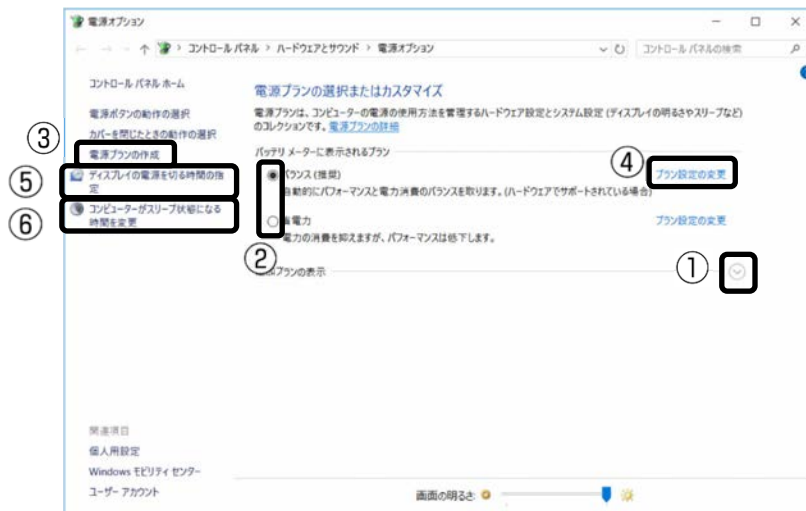 電源オプション
コントロール パネル › ハードウェアとサウンド › 電源オプション
コントロール パネルの検索
コントロール パネル ホーム
電源ボタンの動作の選択
カバーを閉じたときの動作の選択
③
電源プランの作成
⑤
ディスプレイの電源を切る時間の指
定
⑥
コンピューターがスリープ状態になる
時間を変更
電源プランの選択またはカスタマイズ
電源プランは、コンピューターの電源の使用方法を管理するハードウェア設定とシステム設定 (ディスプレイの明るさやスリープなど)
のコレクションです。電源プランの詳細
バッテリ メーターに表示されるプラン
④
バランス (推奨) プラン設定の変更
自動的にパフォーマンスと電力消費のバランスを取ります。(ハードウェアでサポートされている場合)
省電力 プラン設定の変更
電力の消費を抑えますが、パフォーマンスは低下します。
②
プランの表示
①
関連項目
個人用設定
Windows モビリティ センター
ユーザー アカウント
画面の明るさ: